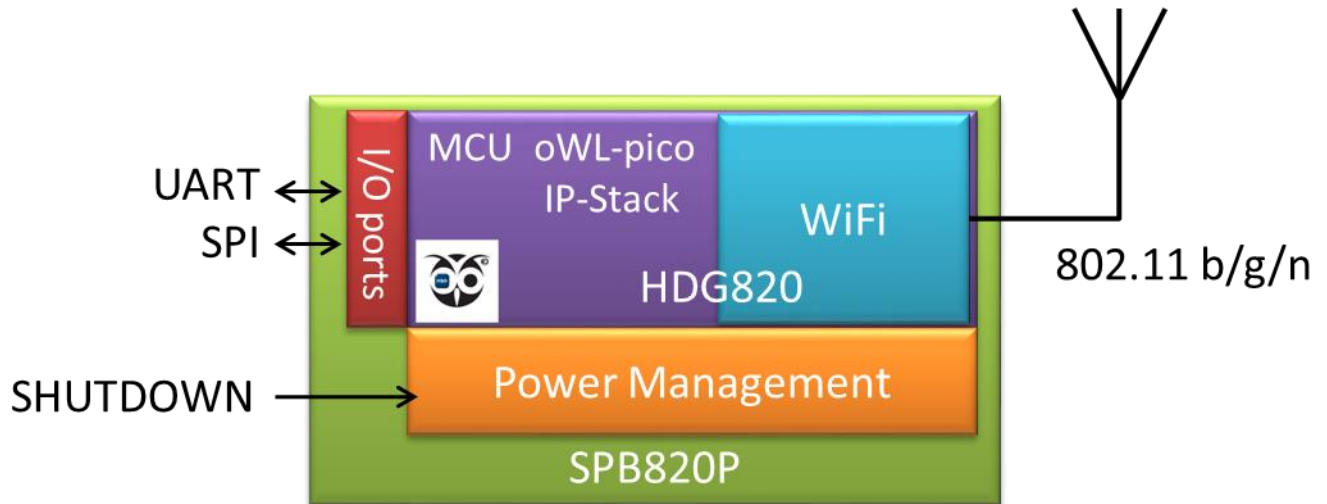 UART
SPI
SHUTDOWN
I/O ports
MCU oWL-pico
IP-Stack
HDG820
WiFi
802.11 b/g/n
Power Management
SPB820P